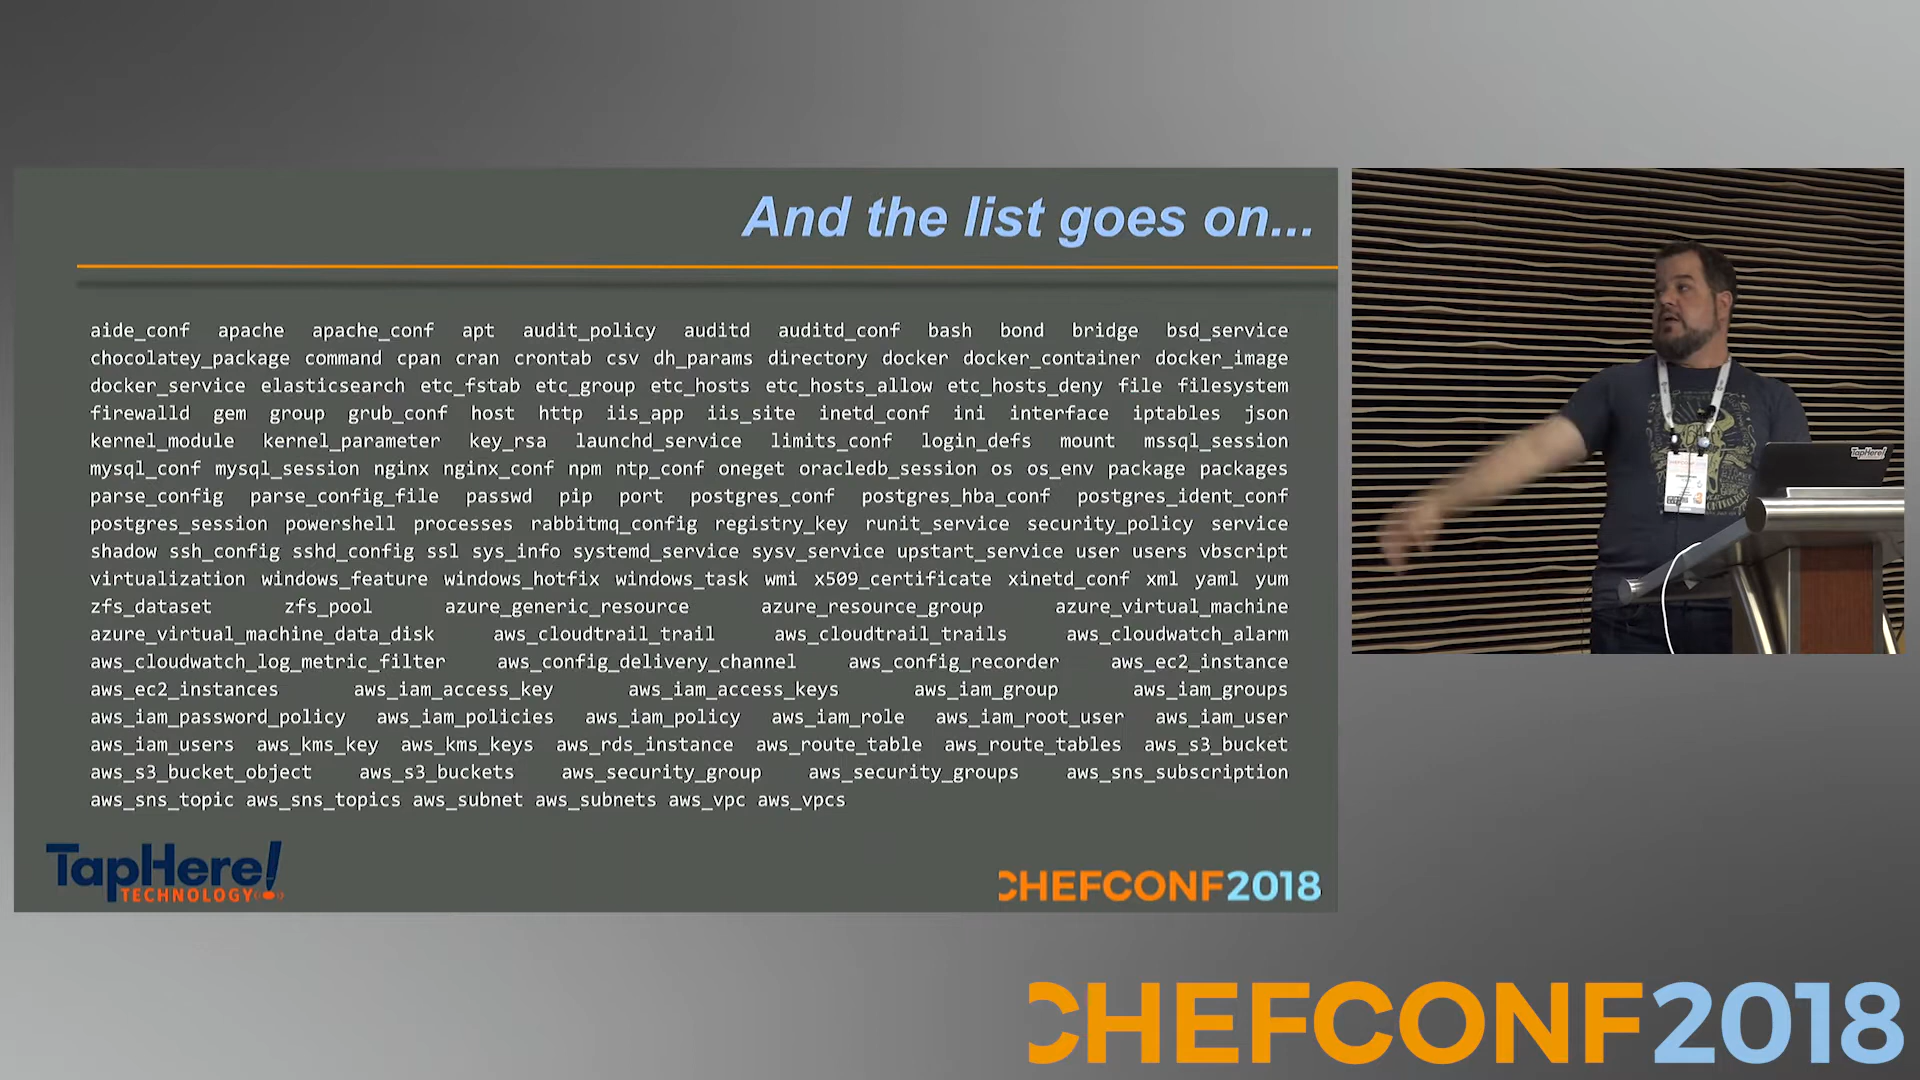 And the list goes on...
aide_conf apache apache_conf apt audit_policy auditd auditd_conf bash bond bridge bsd_service
chocolatey_package command cpan cran crontab csv dh_params directory docker docker_container docker_image
docker_service elasticsearch etc_fstab etc_group etc_hosts etc_hosts_allow etc_hosts_deny file filesystem
firewalld gem group grub_conf host http iis_app iis_site inetd_conf ini interface iptables json
kernel_module kernel_parameter key_rsa launchd_service limits_conf login_defs mount mssql_session
mysql_conf mysql_session nginx nginx_conf npm ntp_conf oneget oracledb_session os os_env package packages
parse_config parse_config_file passwd pip port postgres_conf postgres_hba_conf postgres_ident_conf
postgres_session powershell processes rabbitmq_config registry_key runit_service security_policy service
shadow ssh_config sshd_config ssl sys_info systemd_service sysv_service upstart_service user users vbscript
virtualization windows_feature windows_hotfix windows_task wmi x509_certificate xinetd_conf xml yaml yum
zfs_dataset zfs_pool azure_generic_resource azure_resource_group azure_virtual_machine
azure_virtual_machine_data_disk aws_cloudtrail_trail aws_cloudtrail_trails aws_cloudwatch_alarm
aws_cloudwatch_log_metric_filter aws_config_delivery_channel aws_config_recorder aws_ec2_instance
aws_ec2_instances aws_iam_access_key aws_iam_access_keys aws_iam_group aws_iam_groups
aws_iam_password_policy aws_iam_policies aws_iam_policy aws_iam_role aws_iam_root_user aws_iam_user
aws_iam_users aws_kms_key aws_kms_keys aws_rds_instance aws_route_table aws_route_tables aws_s3_bucket
aws_s3_bucket_object aws_s3_buckets aws_security_group aws_security_groups aws_sns_subscription
aws_sns_topic aws_sns_topics aws_subnet aws_subnets aws_vpc aws_vpcs
TapHere!
TECHNOLOGY
CHEFCONF2018
TapHere!
CHEFCONF2018